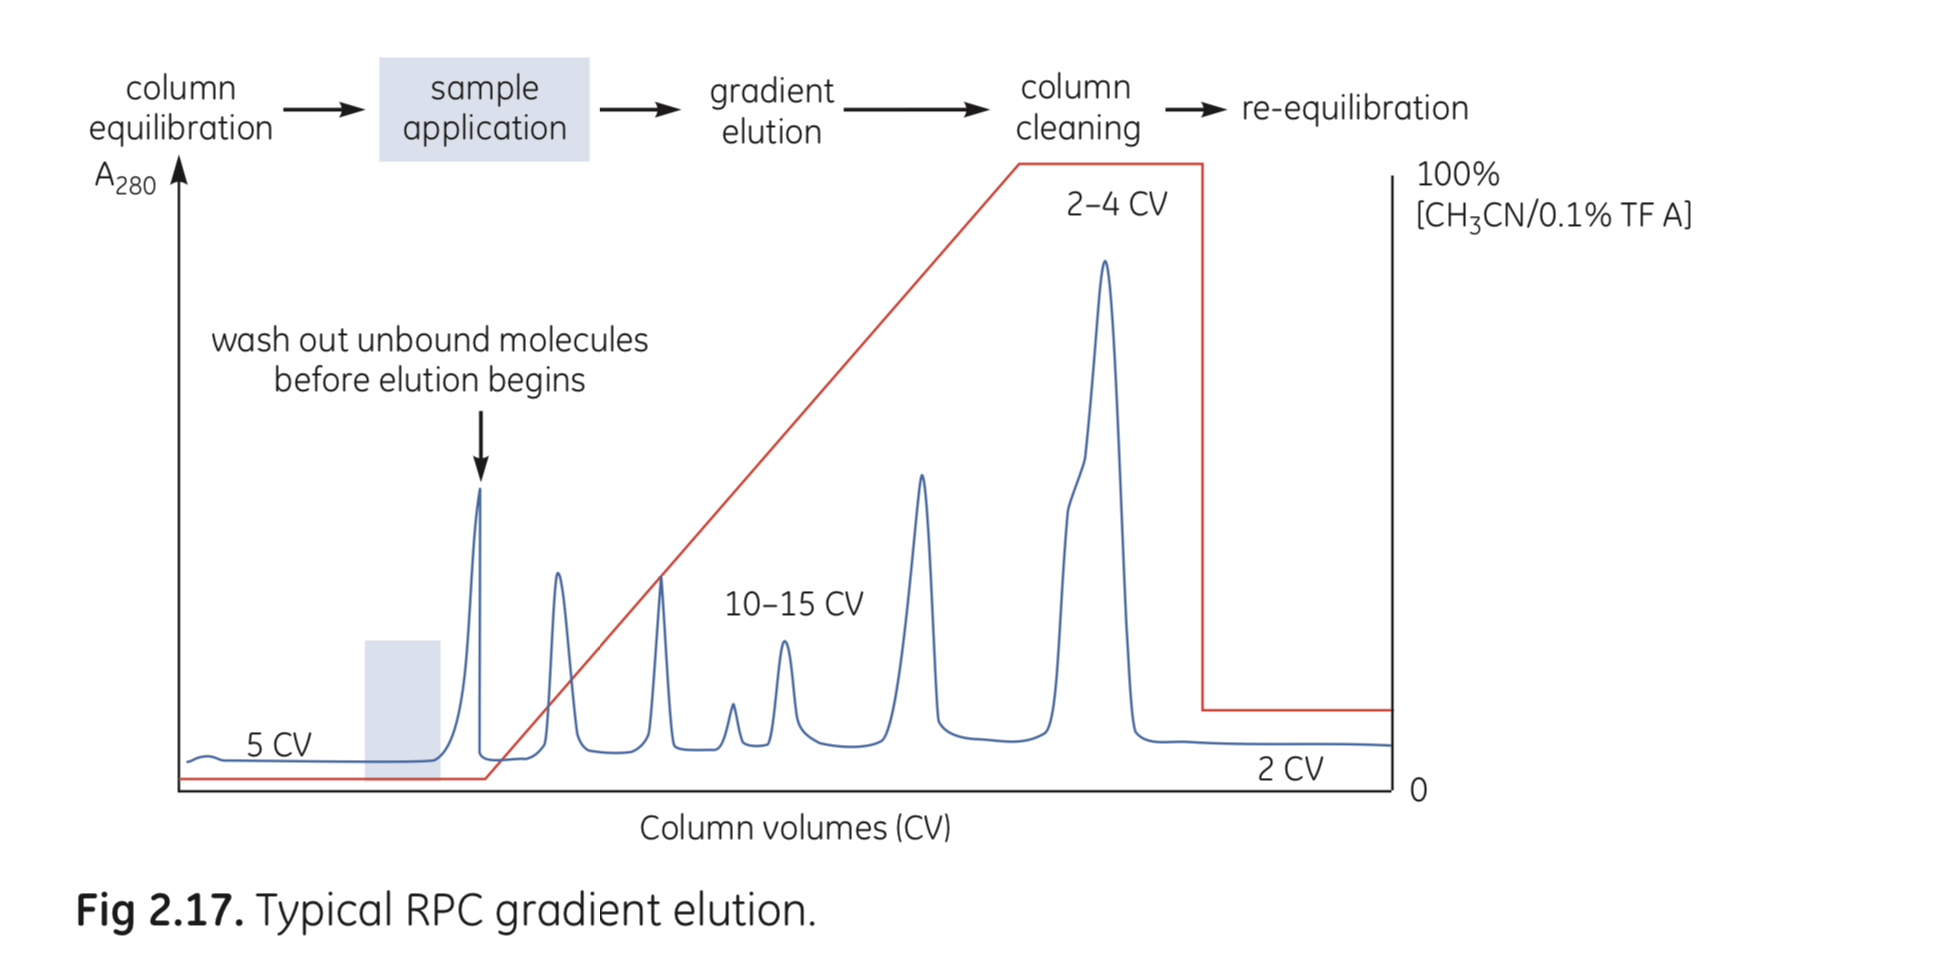 column
equilibration
sample
application
gradient
elution
column
cleaning
re-equilibration
A₂₈₀
100%
[CH₃CN/0.1% TF A]
2–4 CV
wash out unbound molecules
before elution begins
10–15 CV
5 CV
2 CV
0
Column volumes (CV)
Fig 2.17. Typical RPC gradient elution.